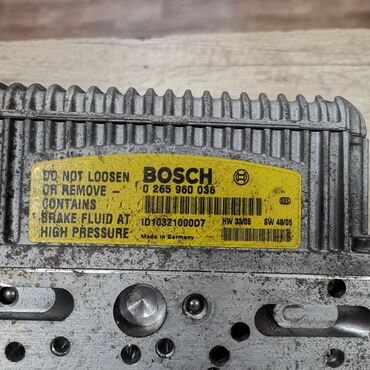 DO NOT LOOSEN
OR REMOVE –
CONTAINS
BRAKE FLUID AT
HIGH PRESSURE
BOSCH
0 265 960 036
ID10321000D7
HW 33/05 SW 48/05
Made in Germany